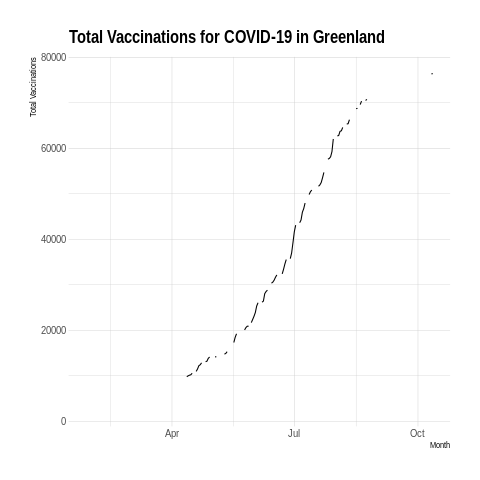 Total Vaccinations for COVID-19 in Greenland
Total Vaccinations
80000
60000
40000
20000
0
Apr Jul Oct
Month